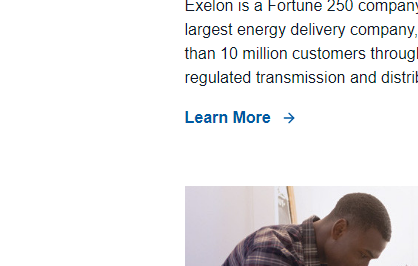 Exelon is a Fortune 250 company
largest energy delivery company,
than 10 million customers through
regulated transmission and distrib
Learn More →